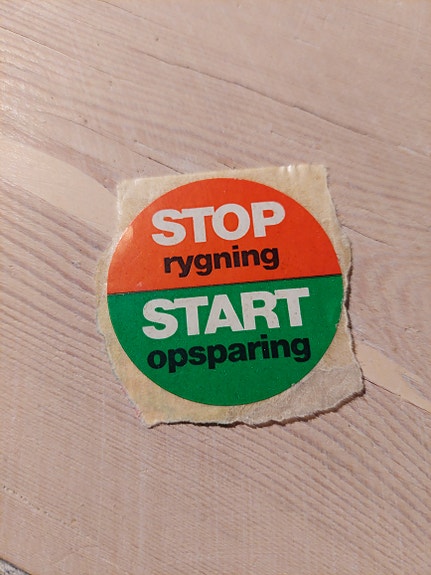 STOP
rygning
START
opsparing